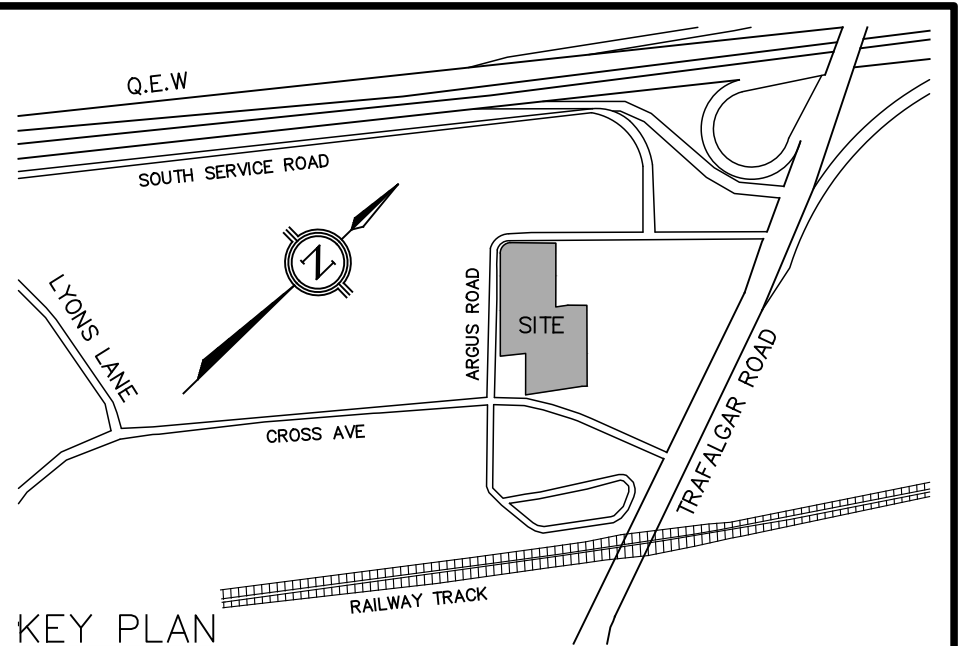 Q.E.W
SOUTH SERVICE ROAD
N
LYONS LANE
ARGUS ROAD
SITE
TRAFALGAR ROAD
CROSS AVE
RAILWAY TRACK
KEY PLAN